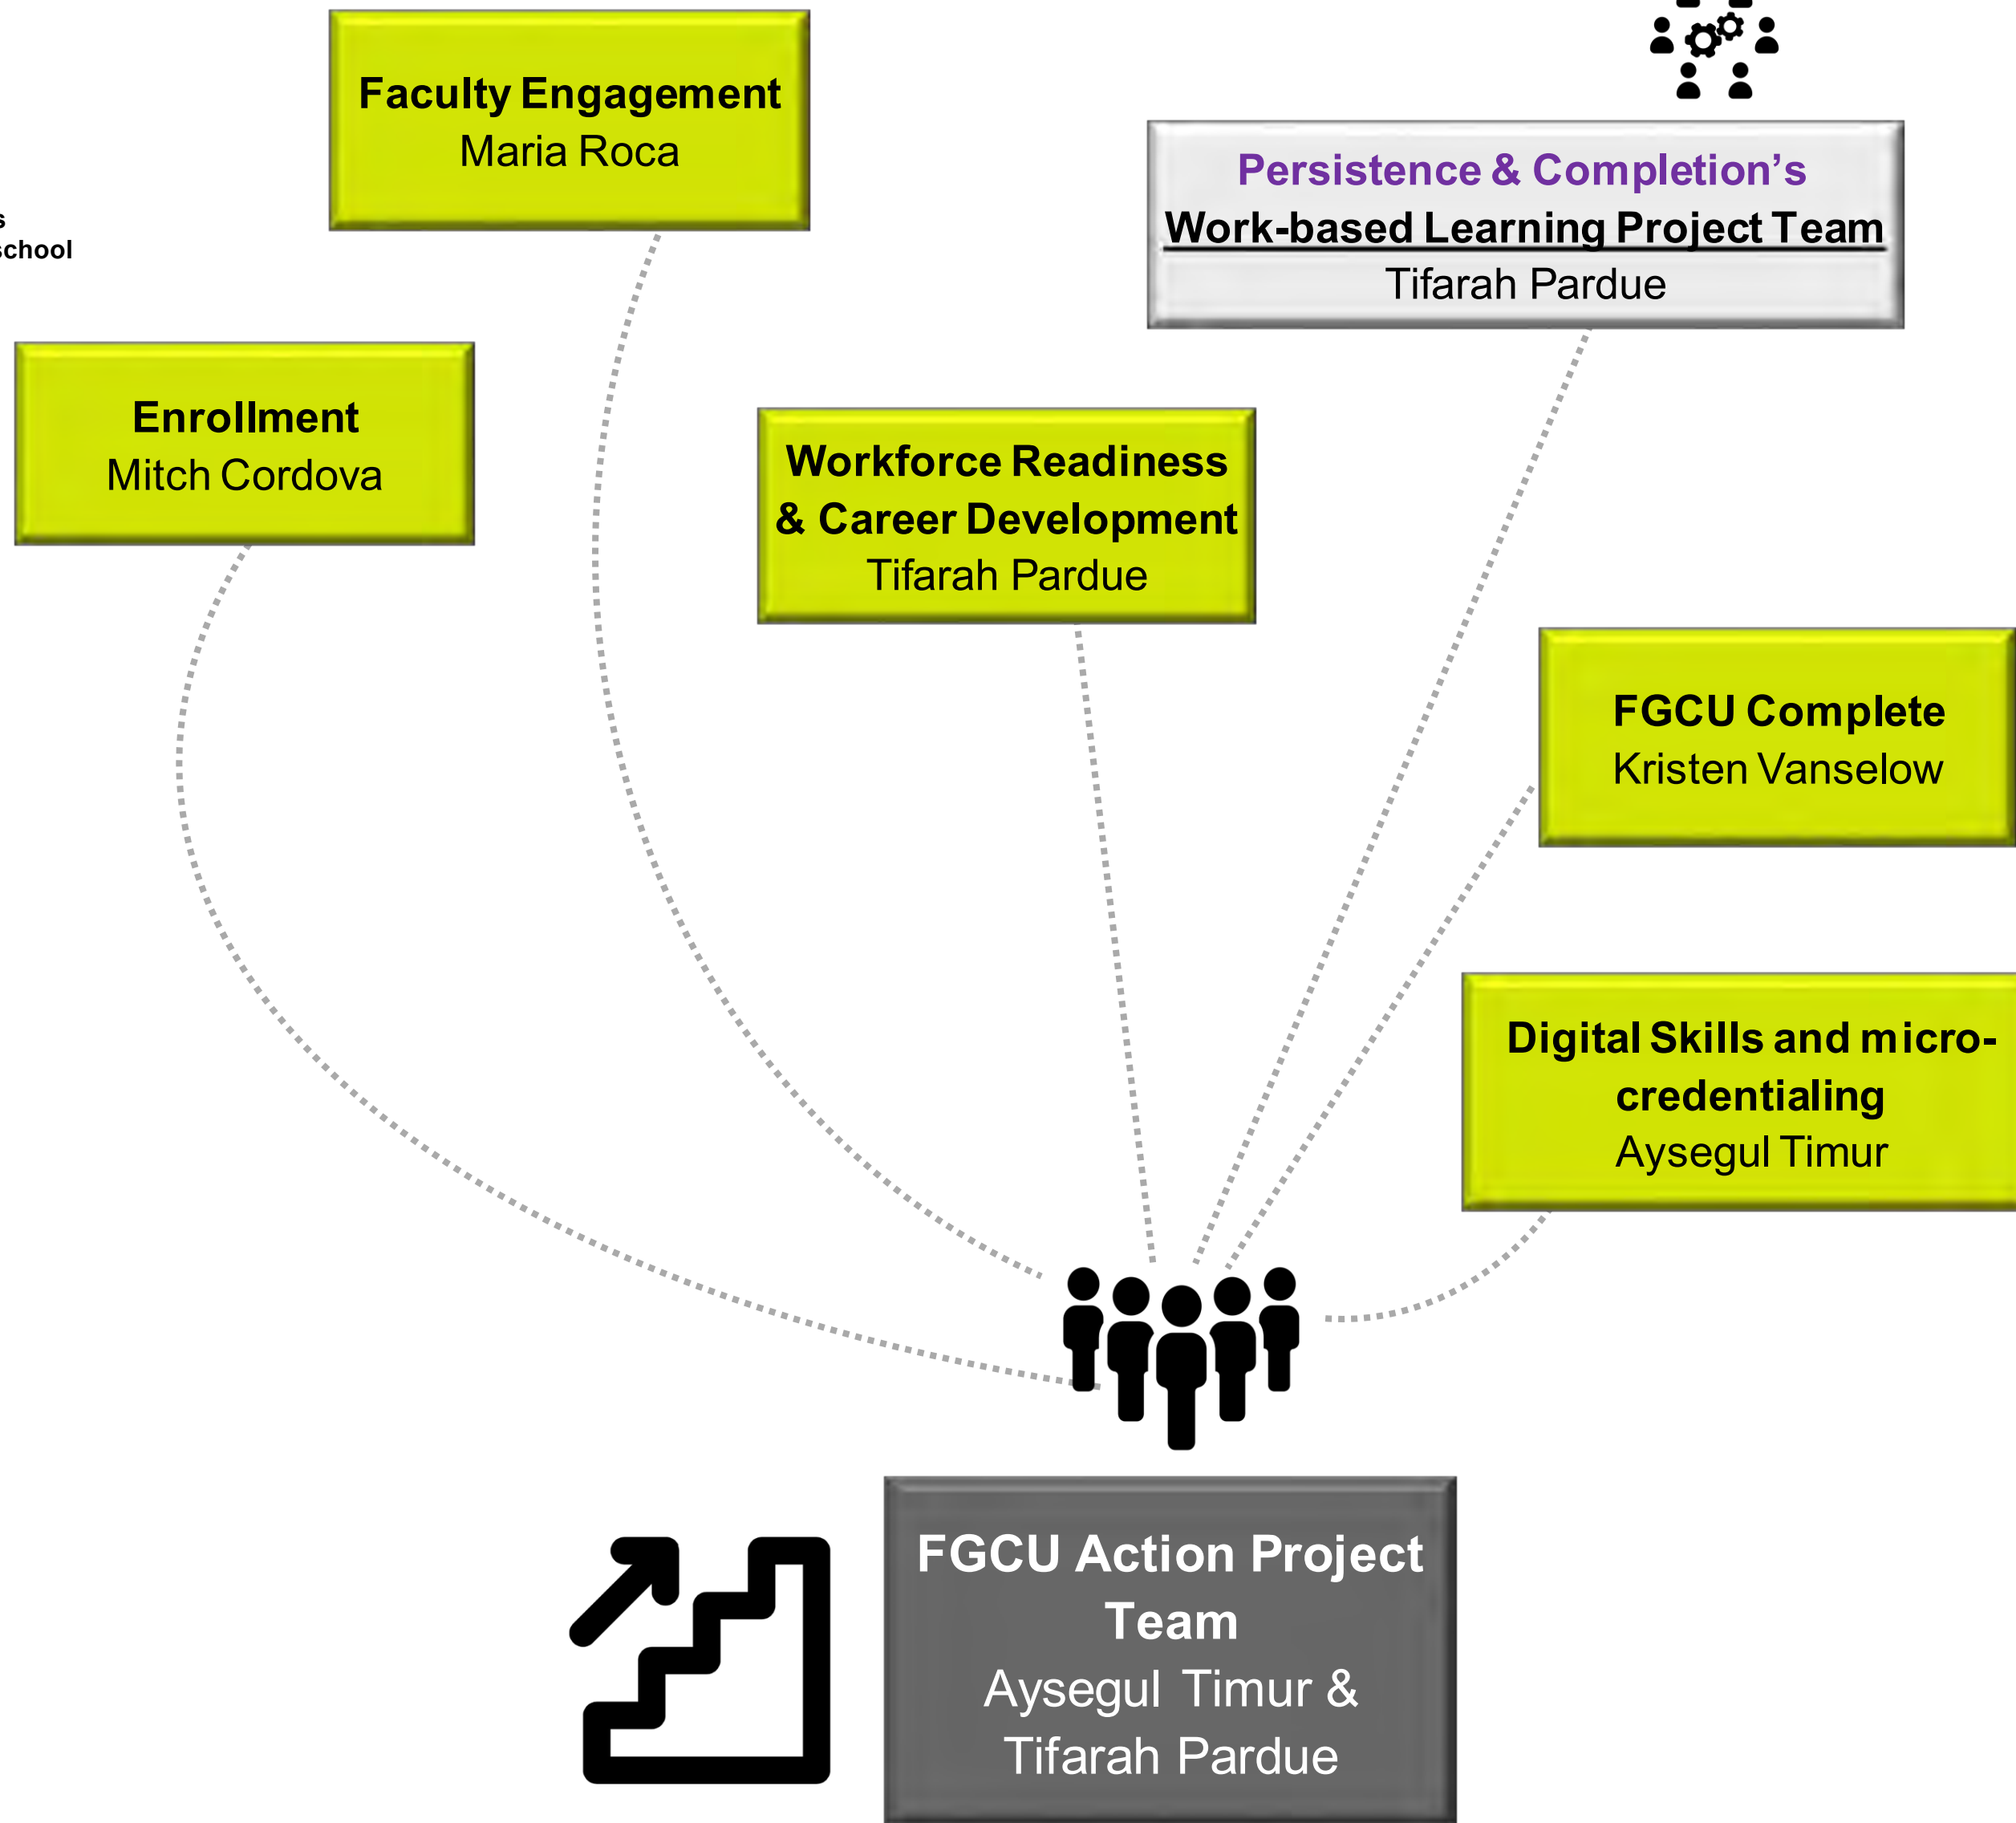 Faculty Engagement
Maria Roca
Persistence & Completion’s
Work-based Learning Project Team
Tifarah Pardue
school
Enrollment
Mitch Cordova
Workforce Readiness
& Career Development
Tifarah Pardue
FGCU Complete
Kristen Vanselow
Digital Skills and micro-
credentialing
Aysegul Timur
FGCU Action Project
Team
Aysegul Timur &
Tifarah Pardue